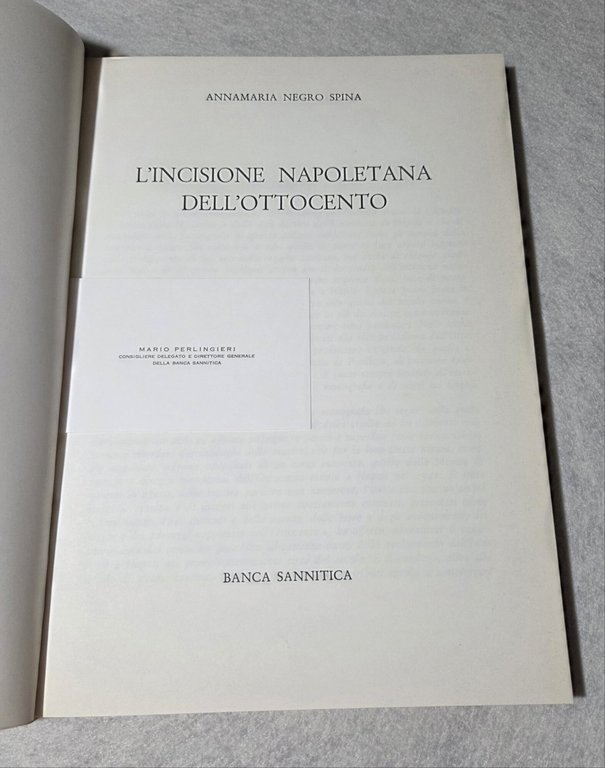 ANNAMARIA NEGRO SPINA
L'INCISIONE NAPOLETANA
DELL'OTTOCENTO
MARIO PERLINGIERI
CONSIGLIERE DELEGATO E DIRETTORE GENERALE
DELLA BANCA SANNITICA
BANCA SANNITICA